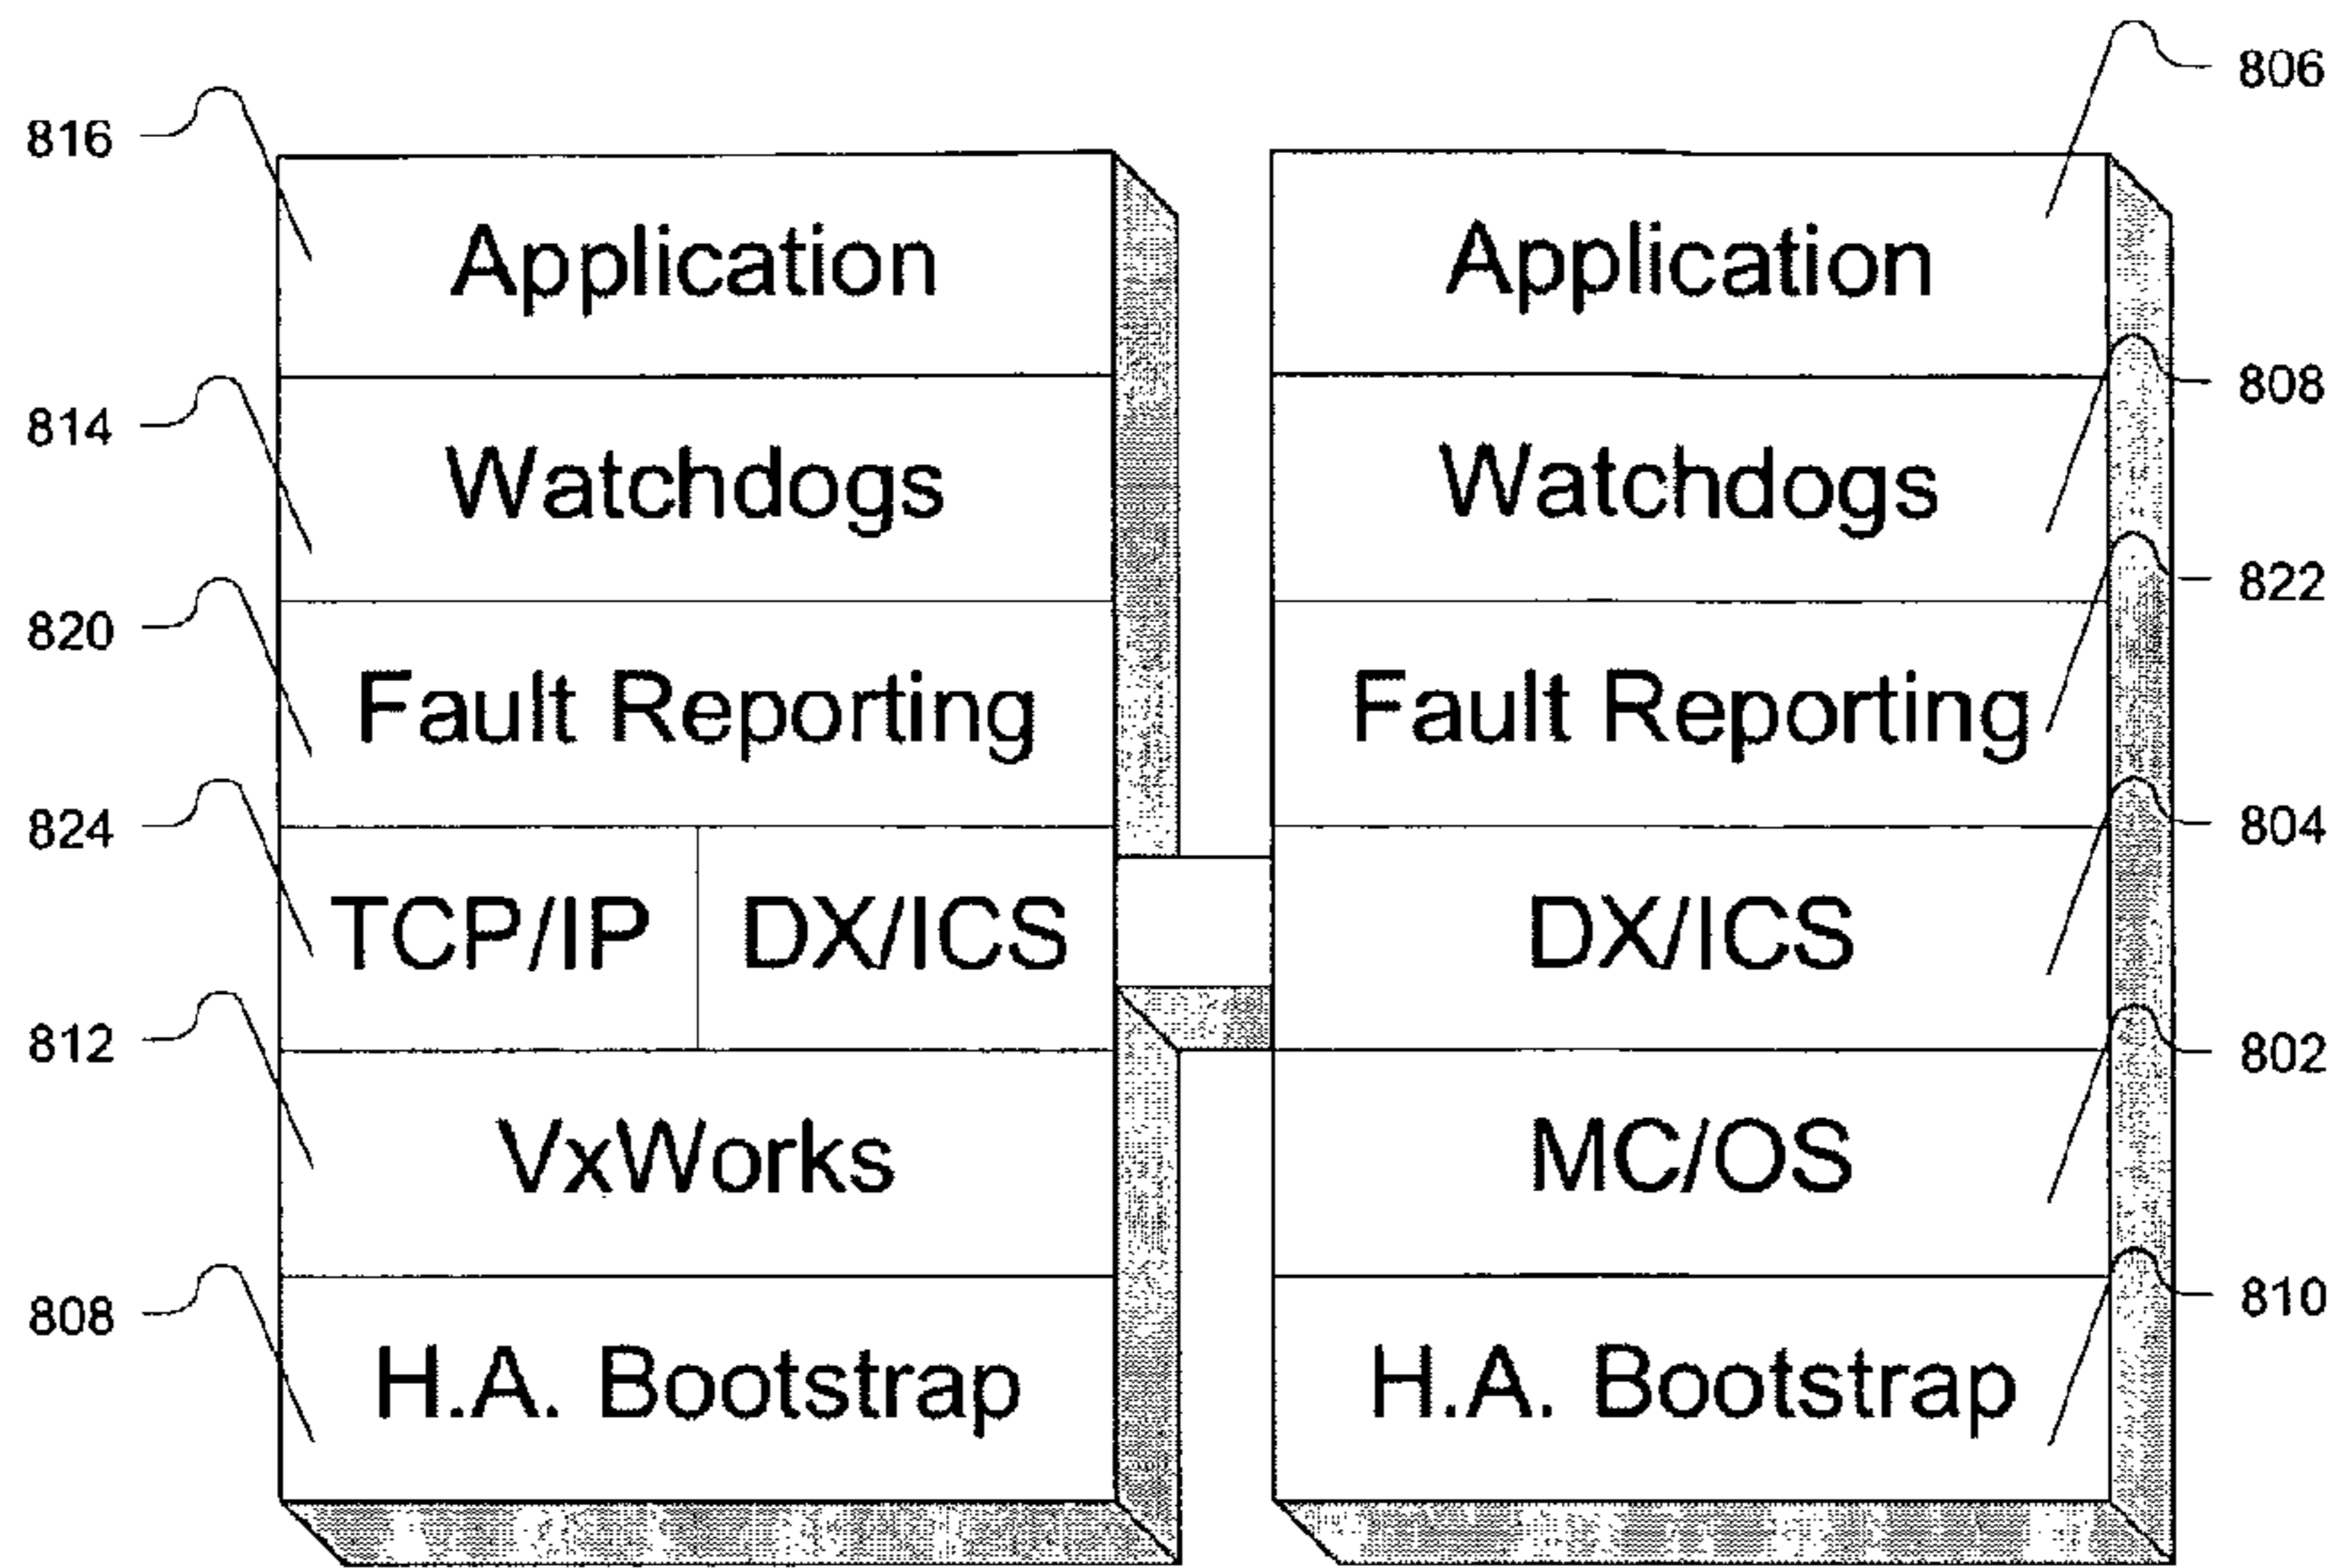 806
816
Application
Application
808
814
Watchdogs
Watchdogs
822
820
Fault Reporting
Fault Reporting
824
804
TCP/IP
DX/ICS
DX/ICS
812
802
VxWorks
MC/OS
808
810
H.A. Bootstrap
H.A. Bootstrap